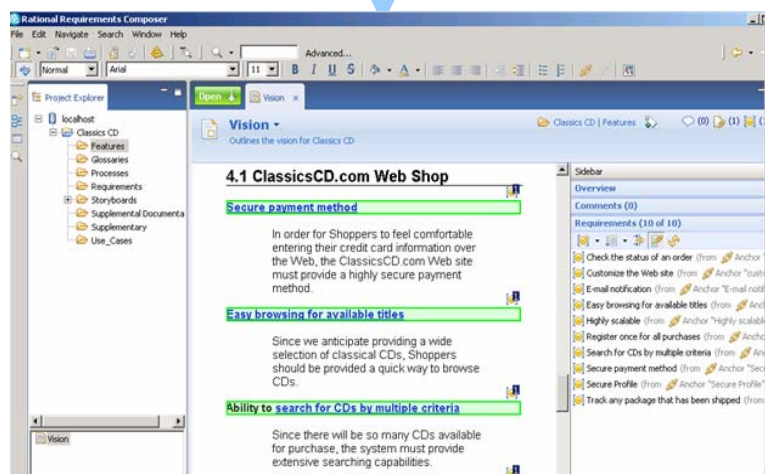 Rational Requirements Composer
File Edit Navigate Search Window Help
Advanced...
Normal Arial 11 B I U S A
Project Explorer
localhost
Classics CD
Features
Glossaries
Processes
Requirements
Storyboards
Supplemental Documenta
Supplementary
Use_Cases
Vision
Open Vision
Vision
Outlines the vision for Classics CD
Classics CD | Features (0) (1)
4.1 ClassicsCD.com Web Shop
Secure payment method
In order for Shoppers to feel comfortable
entering their credit card information over
the Web, the ClassicsCD.com Web site
must provide a highly secure payment
method.
Easy browsing for available titles
Since we anticipate providing a wide
selection of classical CDs, Shoppers
should be provided a quick way to browse
CDs.
Ability to search for CDs by multiple criteria
Since there will be so many CDs available
for purchase, the system must provide
extensive searching capabilities.
Sidebar
Overview
Comments (0)
Requirements (10 of 10)
Check the status of an order (from Anchor "
Customize the Web site (from Anchor "custo
E-mail notification (from Anchor "E-mail notif
Easy browsing for available titles (from Anch
Highly scalable (from Anchor "Highly scalabl
Register once for all purchases (from Ancho
Search for CDs by multiple criteria (from An
Secure payment method (from Anchor "Secu
Secure Profile (from Anchor "Secure Profile"
Track any package that has been shipped (from